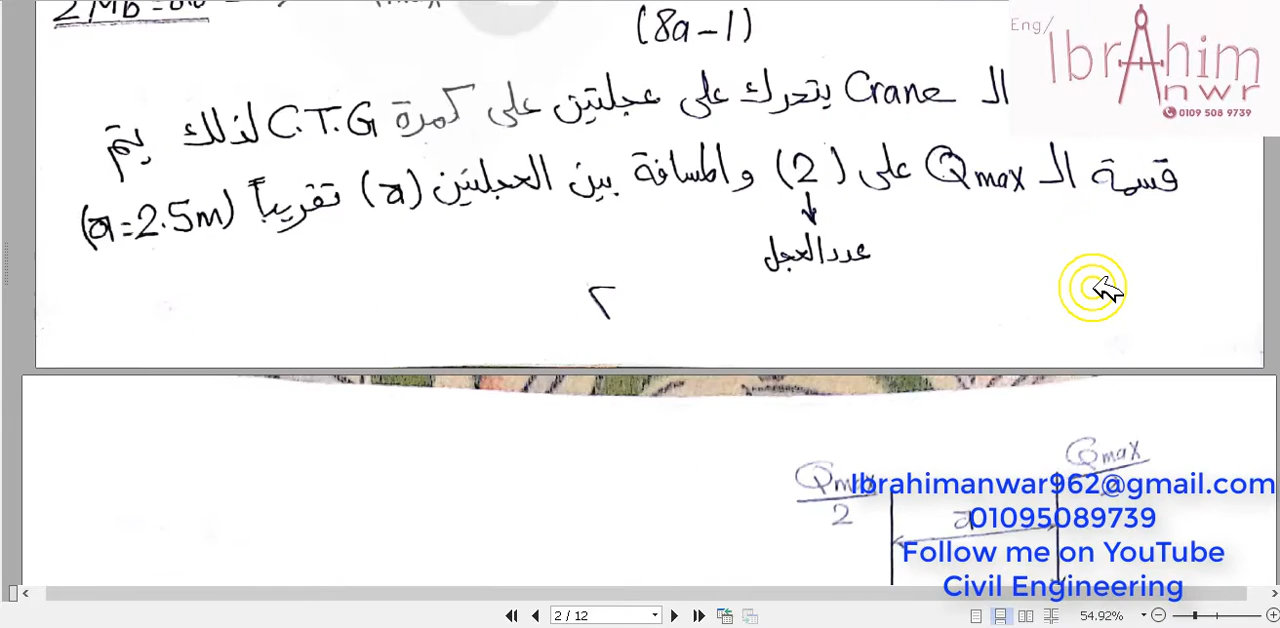 (8a-1)
Eng/
Ibrahim
Anwr
0109 508 9739
الـ Crane يتحرك على عجلتين على كمرة C.T.G لذلك يتم
قسمة الـ Qmax على (2) والمسافة بين العجلتين (a) تقريباً (a=2.5m)
عدد العجل
٢
Qmax
2
a
Qmax
Ibrahimanwar962@gmail.com
01095089739
Follow me on YouTube
Civil Engineering
2 / 12
54.92%